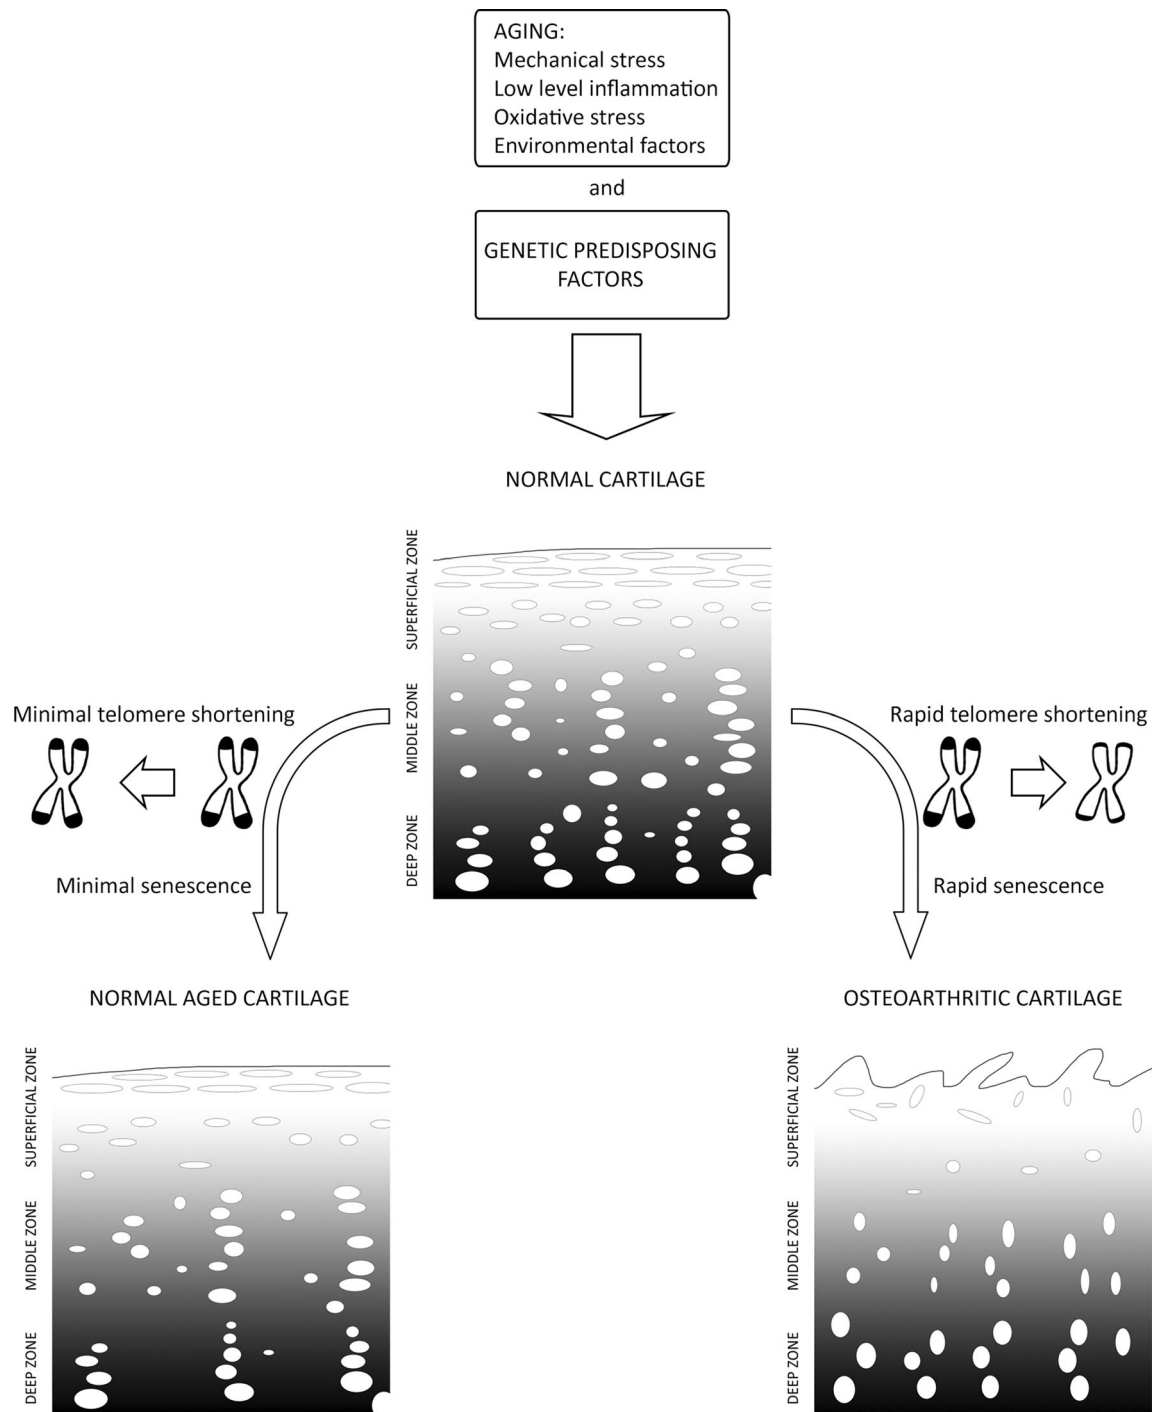 AGING:
Mechanical stress
Low level inflammation
Oxidative stress
Environmental factors
and
GENETIC PREDISPOSING
FACTORS
NORMAL CARTILAGE
SUPERFICIAL ZONE
MIDDLE ZONE
DEEP ZONE
Minimal telomere shortening
Minimal senescence
Rapid telomere shortening
Rapid senescence
NORMAL AGED CARTILAGE
SUPERFICIAL ZONE
MIDDLE ZONE
DEEP ZONE
OSTEOARTHRITIC CARTILAGE
SUPERFICIAL ZONE
MIDDLE ZONE
DEEP ZONE